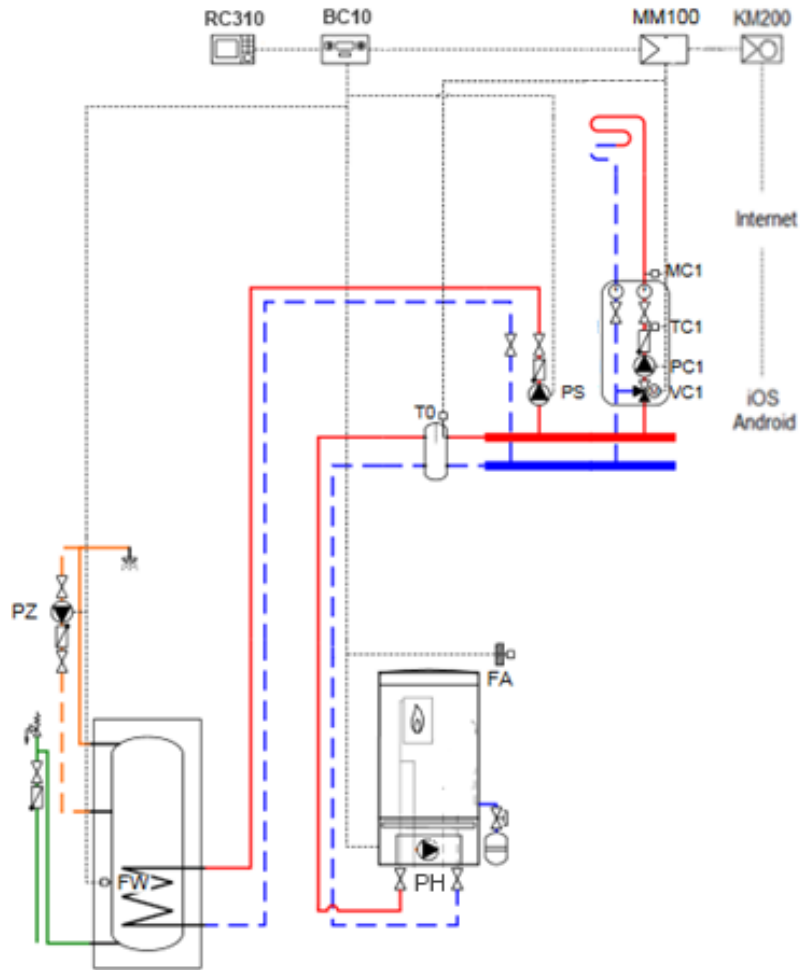 RC310
BC10
MM100
KM200
Internet
MC1
TC1
PC1
VC1
iOS
Android
PS
T0
PZ
FA
FW
PH